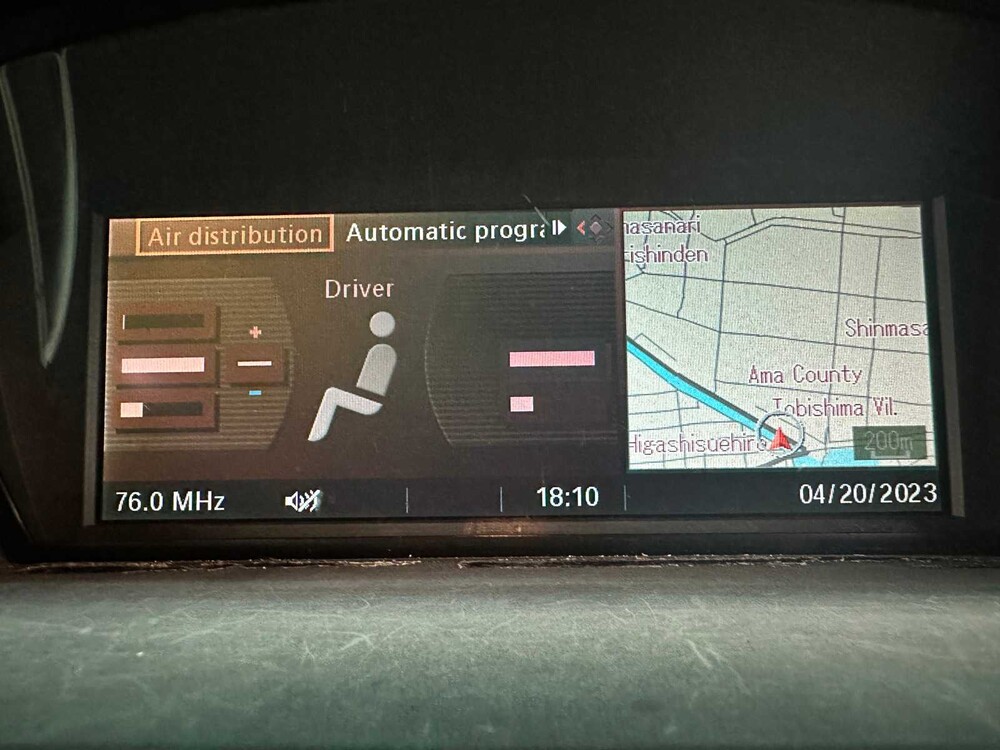 Air distribution Automatic progra
Driver
76.0 MHz 18:10 04/20/2023
nasanari
ishinden
Shinmasa
Ama County
Tobishima Vil.
Higashisuehiro
200m